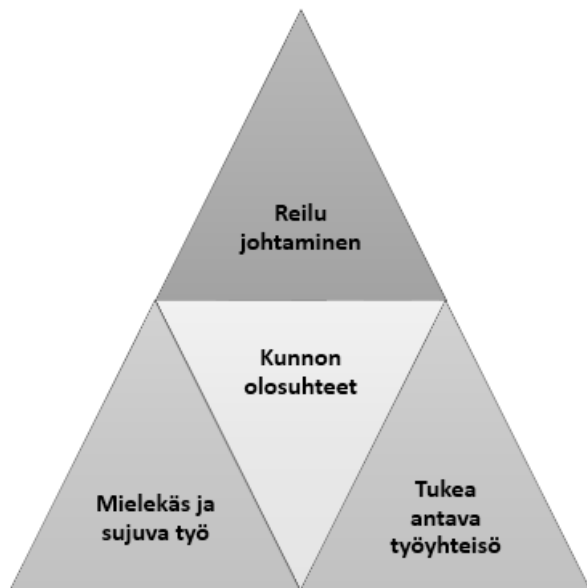 Reilu
johtaminen
Kunnon
olosuhteet
Mielekäs ja
sujuva työ
Tukea
antava
työyhteisö